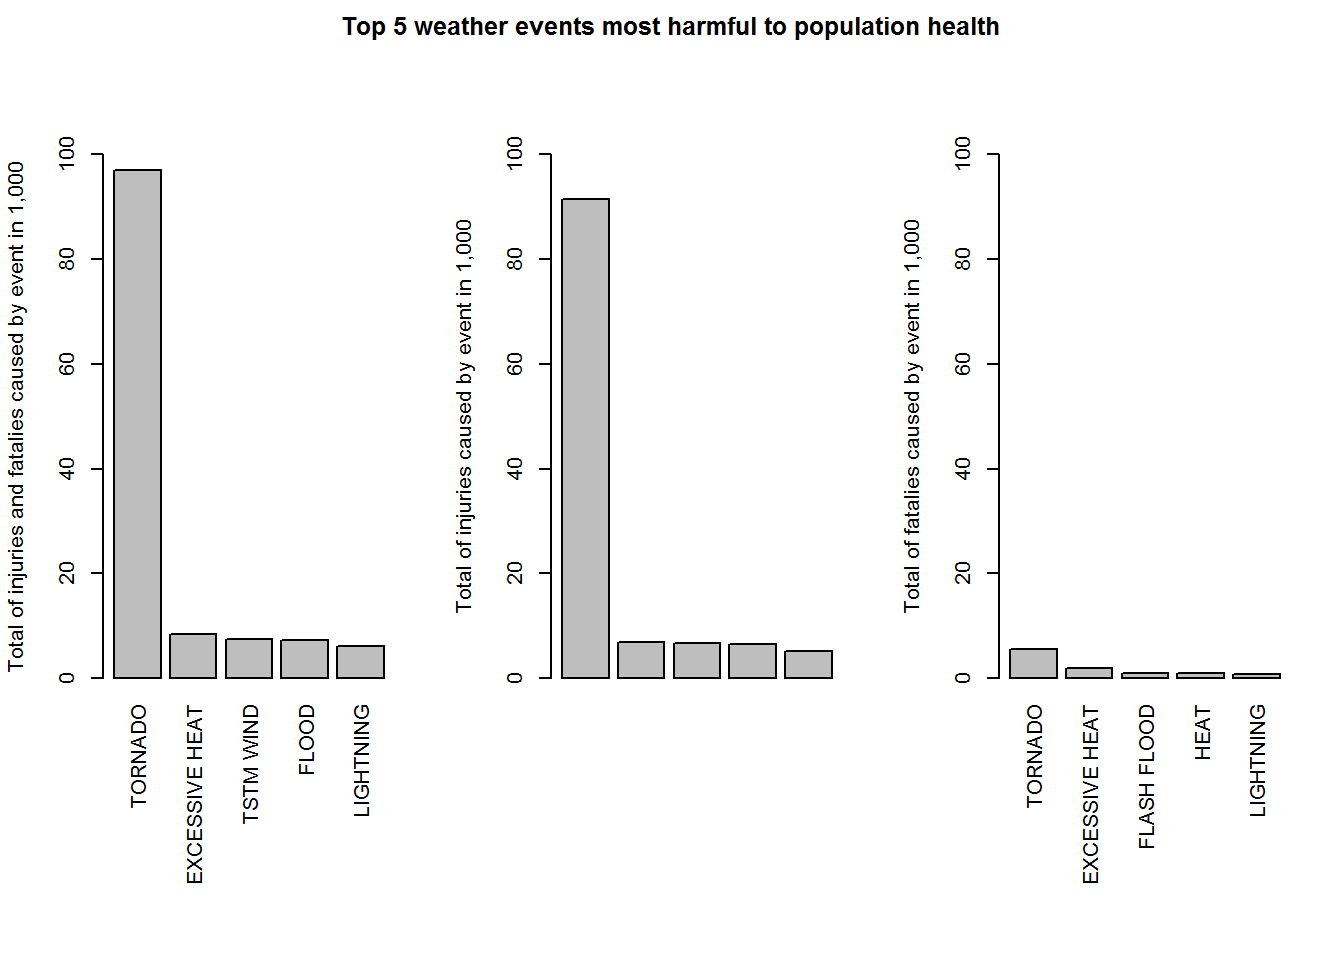 Top 5 weather events most harmful to population health
Total of injuries and fatalies caused by event in 1,000
100
80
60
40
20
0
TORNADO
EXCESSIVE HEAT
TSTM WIND
FLOOD
LIGHTNING
Total of injuries caused by event in 1,000
100
80
60
40
20
0
Total of fatalies caused by event in 1,000
100
80
60
40
20
0
TORNADO
EXCESSIVE HEAT
FLASH FLOOD
HEAT
LIGHTNING